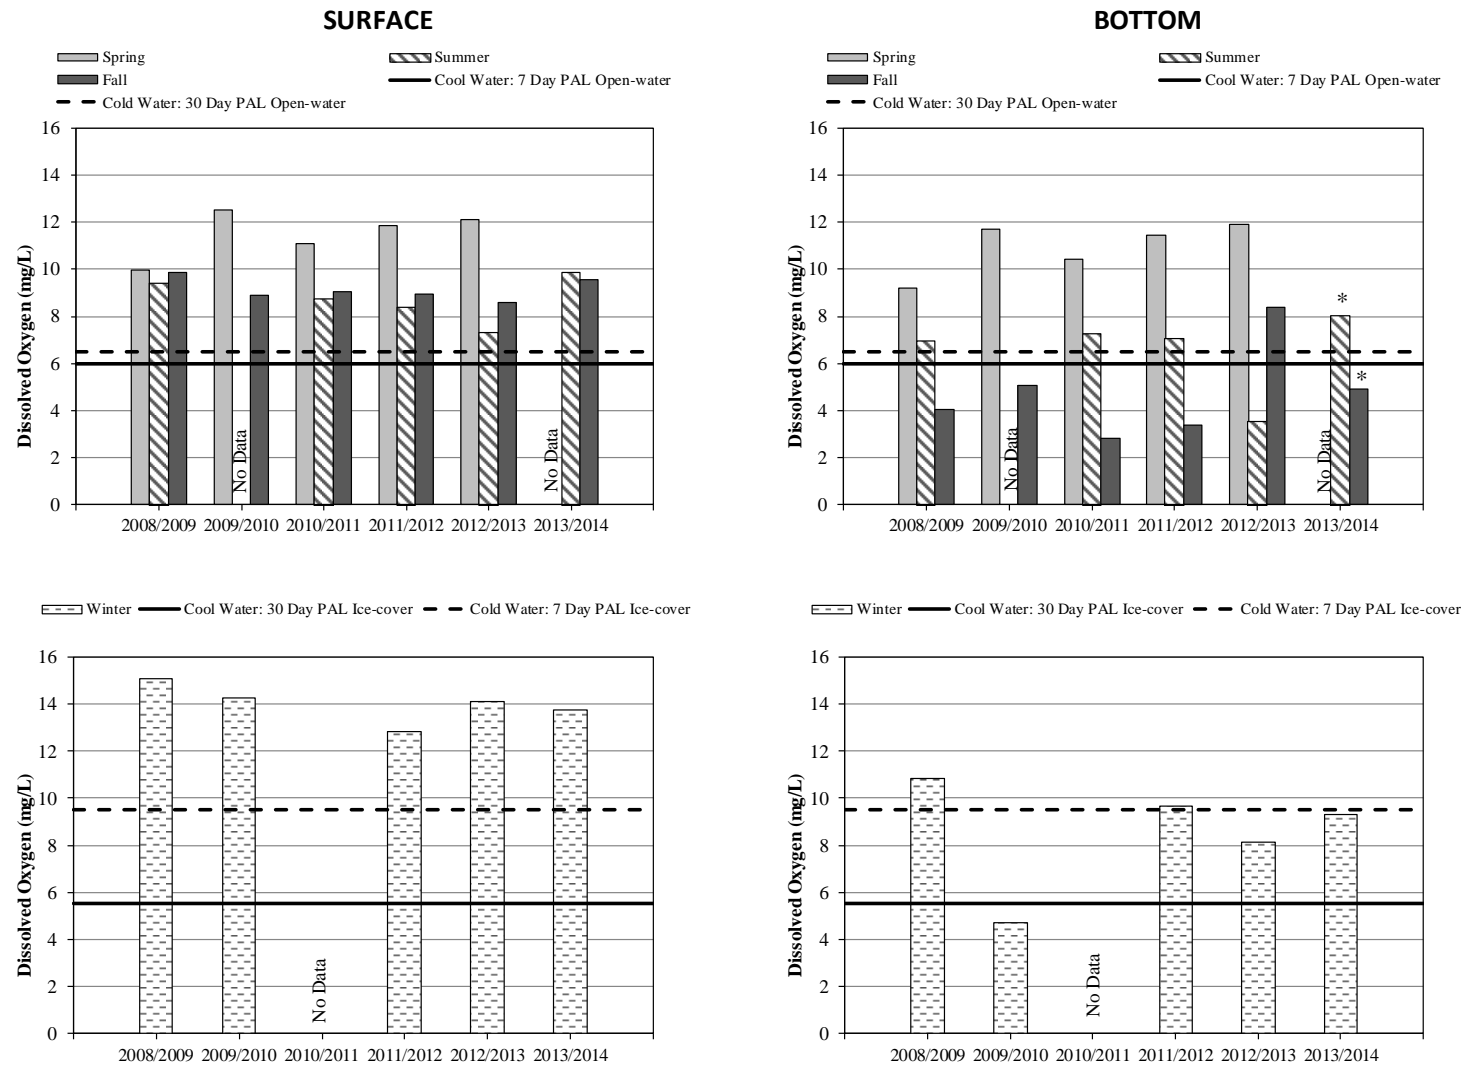 SURFACE
BOTTOM
Spring
Summer
Fall
Cool Water: 7 Day PAL Open-water
Cold Water: 30 Day PAL Open-water
Spring
Summer
Fall
Cool Water: 7 Day PAL Open-water
Cold Water: 30 Day PAL Open-water
Dissolved Oxygen (mg/L)
16
14
12
10
8
6
4
2
0
No Data
No Data
2008/2009 2009/2010 2010/2011 2011/2012 2012/2013 2013/2014
Dissolved Oxygen (mg/L)
16
14
12
10
8
6
4
2
0
No Data
No Data
*
*
2008/2009 2009/2010 2010/2011 2011/2012 2012/2013 2013/2014
Winter Cool Water: 30 Day PAL Ice-cover Cold Water: 7 Day PAL Ice-cover
Dissolved Oxygen (mg/L)
16
14
12
10
8
6
4
2
0
No Data
2008/2009 2009/2010 2010/2011 2011/2012 2012/2013 2013/2014
Winter Cool Water: 30 Day PAL Ice-cover Cold Water: 7 Day PAL Ice-cover
Dissolved Oxygen (mg/L)
16
14
12
10
8
6
4
2
0
No Data
2008/2009 2009/2010 2010/2011 2011/2012 2012/2013 2013/2014